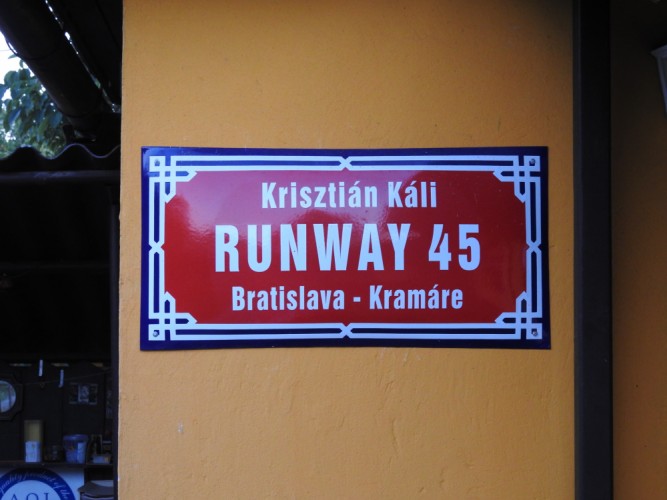 Krisztián Káli
RUNWAY 45
Bratislava - Kramáre